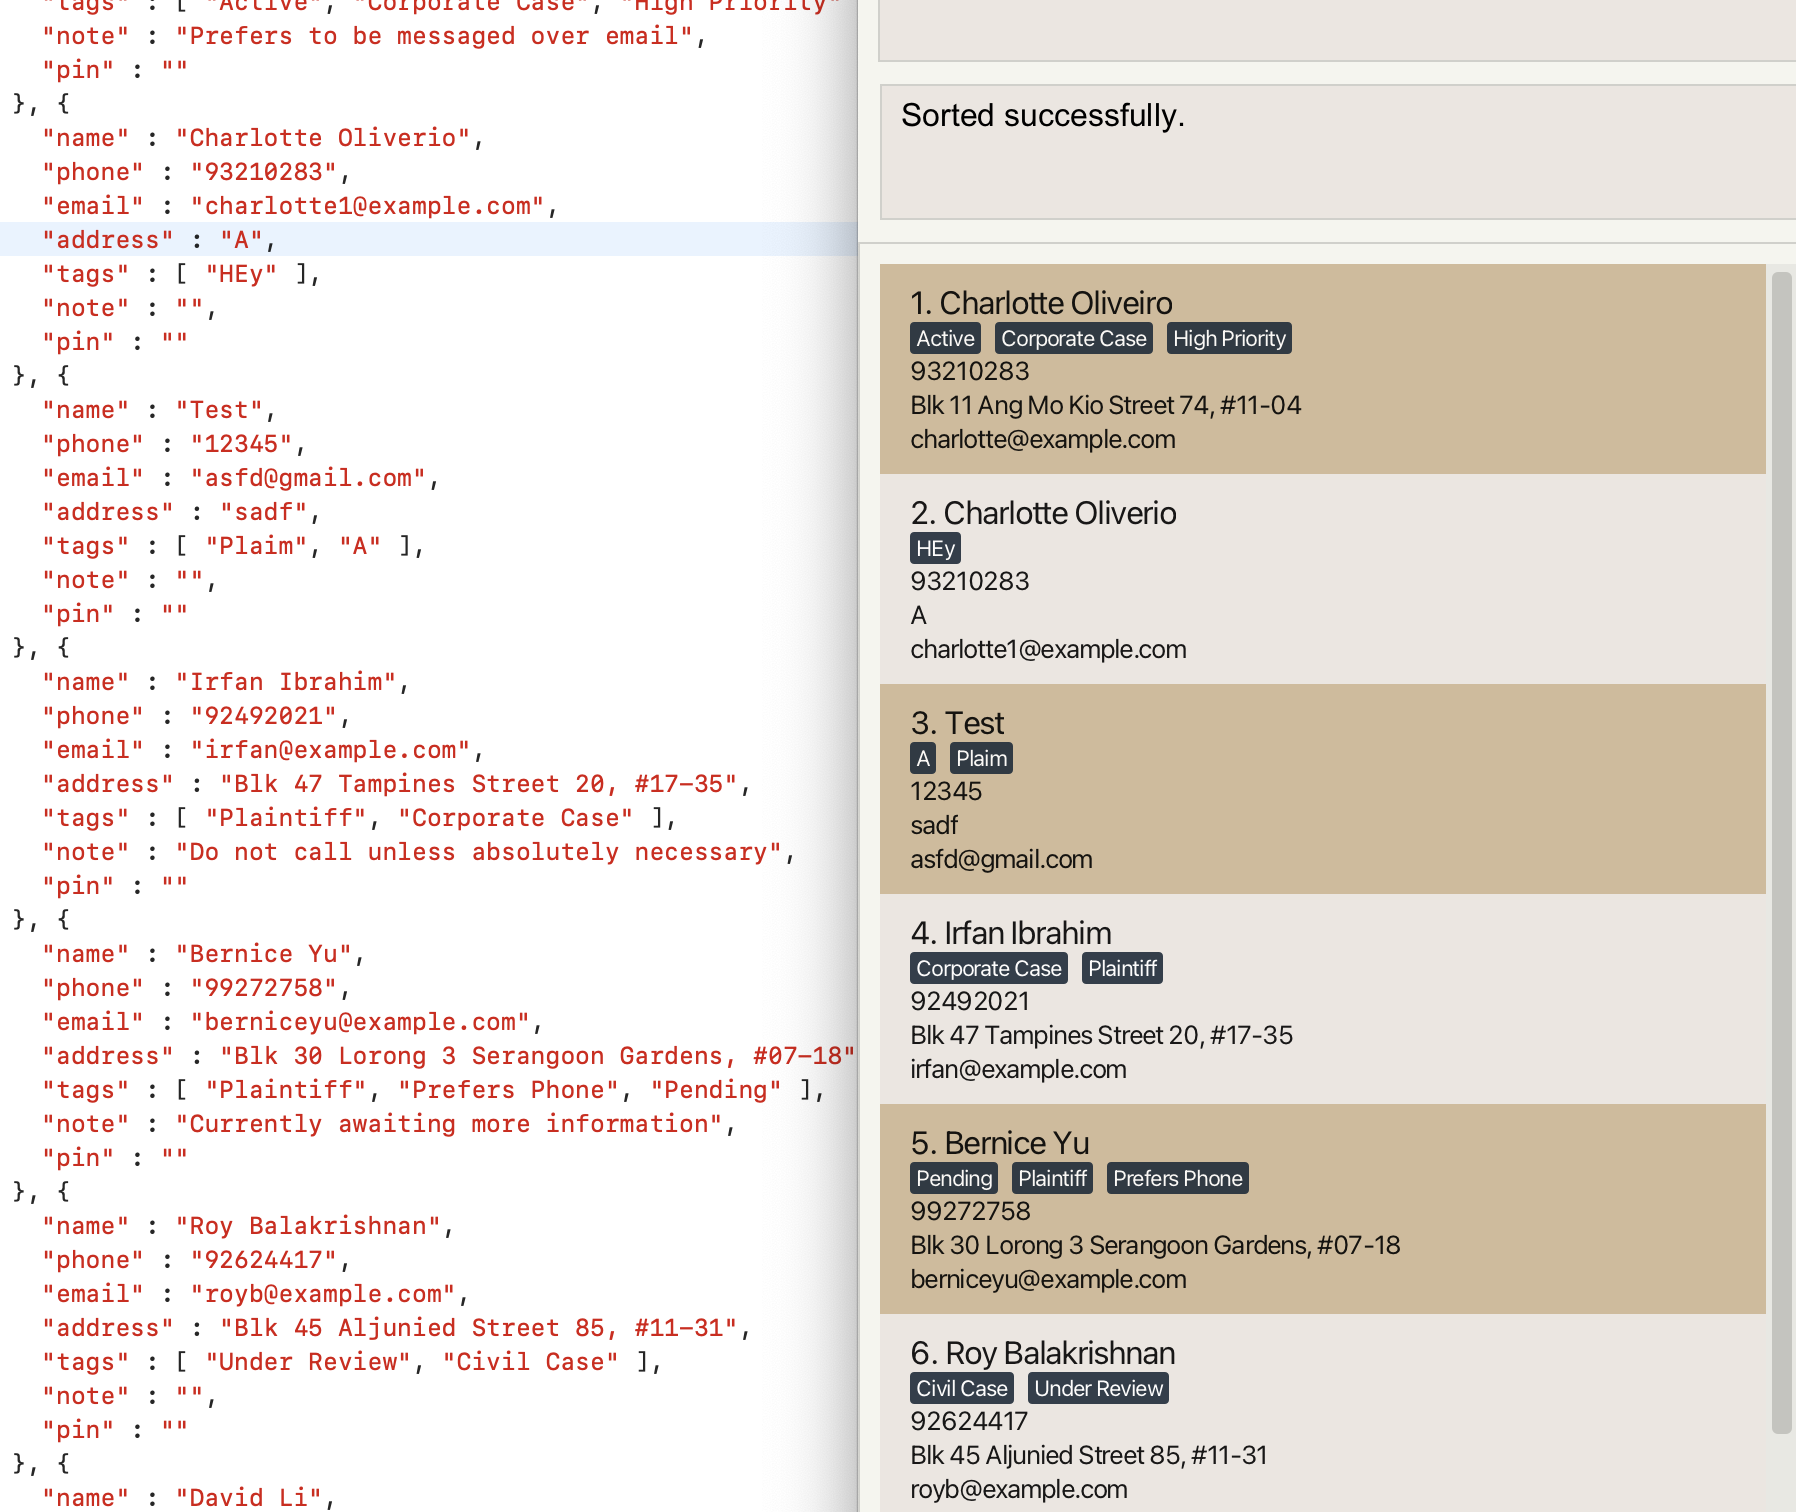 "tags" : [ "Active", "Corporate Case", "High Priority"
"note" : "Prefers to be messaged over email",
"pin" : ""
}, {
"name" : "Charlotte Oliverio",
"phone" : "93210283",
"email" : "charlotte1@example.com",
"address" : "A",
"tags" : [ "HEy" ],
"note" : "",
"pin" : ""
}, {
"name" : "Test",
"phone" : "12345",
"email" : "asfd@gmail.com",
"address" : "sadf",
"tags" : [ "Plaim", "A" ],
"note" : "",
"pin" : ""
}, {
"name" : "Irfan Ibrahim",
"phone" : "92492021",
"email" : "irfan@example.com",
"address" : "Blk 47 Tampines Street 20, #17-35",
"tags" : [ "Plaintiff", "Corporate Case" ],
"note" : "Do not call unless absolutely necessary",
"pin" : ""
}, {
"name" : "Bernice Yu",
"phone" : "99272758",
"email" : "berniceyu@example.com",
"address" : "Blk 30 Lorong 3 Serangoon Gardens, #07-18"
"tags" : [ "Plaintiff", "Prefers Phone", "Pending" ],
"note" : "Currently awaiting more information",
"pin" : ""
}, {
"name" : "Roy Balakrishnan",
"phone" : "92624417",
"email" : "royb@example.com",
"address" : "Blk 45 Aljunied Street 85, #11-31",
"tags" : [ "Under Review", "Civil Case" ],
"note" : "",
"pin" : ""
}, {
"name" : "David Li",
Sorted successfully.
1. Charlotte Oliveiro
Active Corporate Case High Priority
93210283
Blk 11 Ang Mo Kio Street 74, #11-04
charlotte@example.com
2. Charlotte Oliverio
HEy
93210283
A
charlotte1@example.com
3. Test
A Plaim
12345
sadf
asfd@gmail.com
4. Irfan Ibrahim
Corporate Case Plaintiff
92492021
Blk 47 Tampines Street 20, #17-35
irfan@example.com
5. Bernice Yu
Pending Plaintiff Prefers Phone
99272758
Blk 30 Lorong 3 Serangoon Gardens, #07-18
berniceyu@example.com
6. Roy Balakrishnan
Civil Case Under Review
92624417
Blk 45 Aljunied Street 85, #11-31
royb@example.com